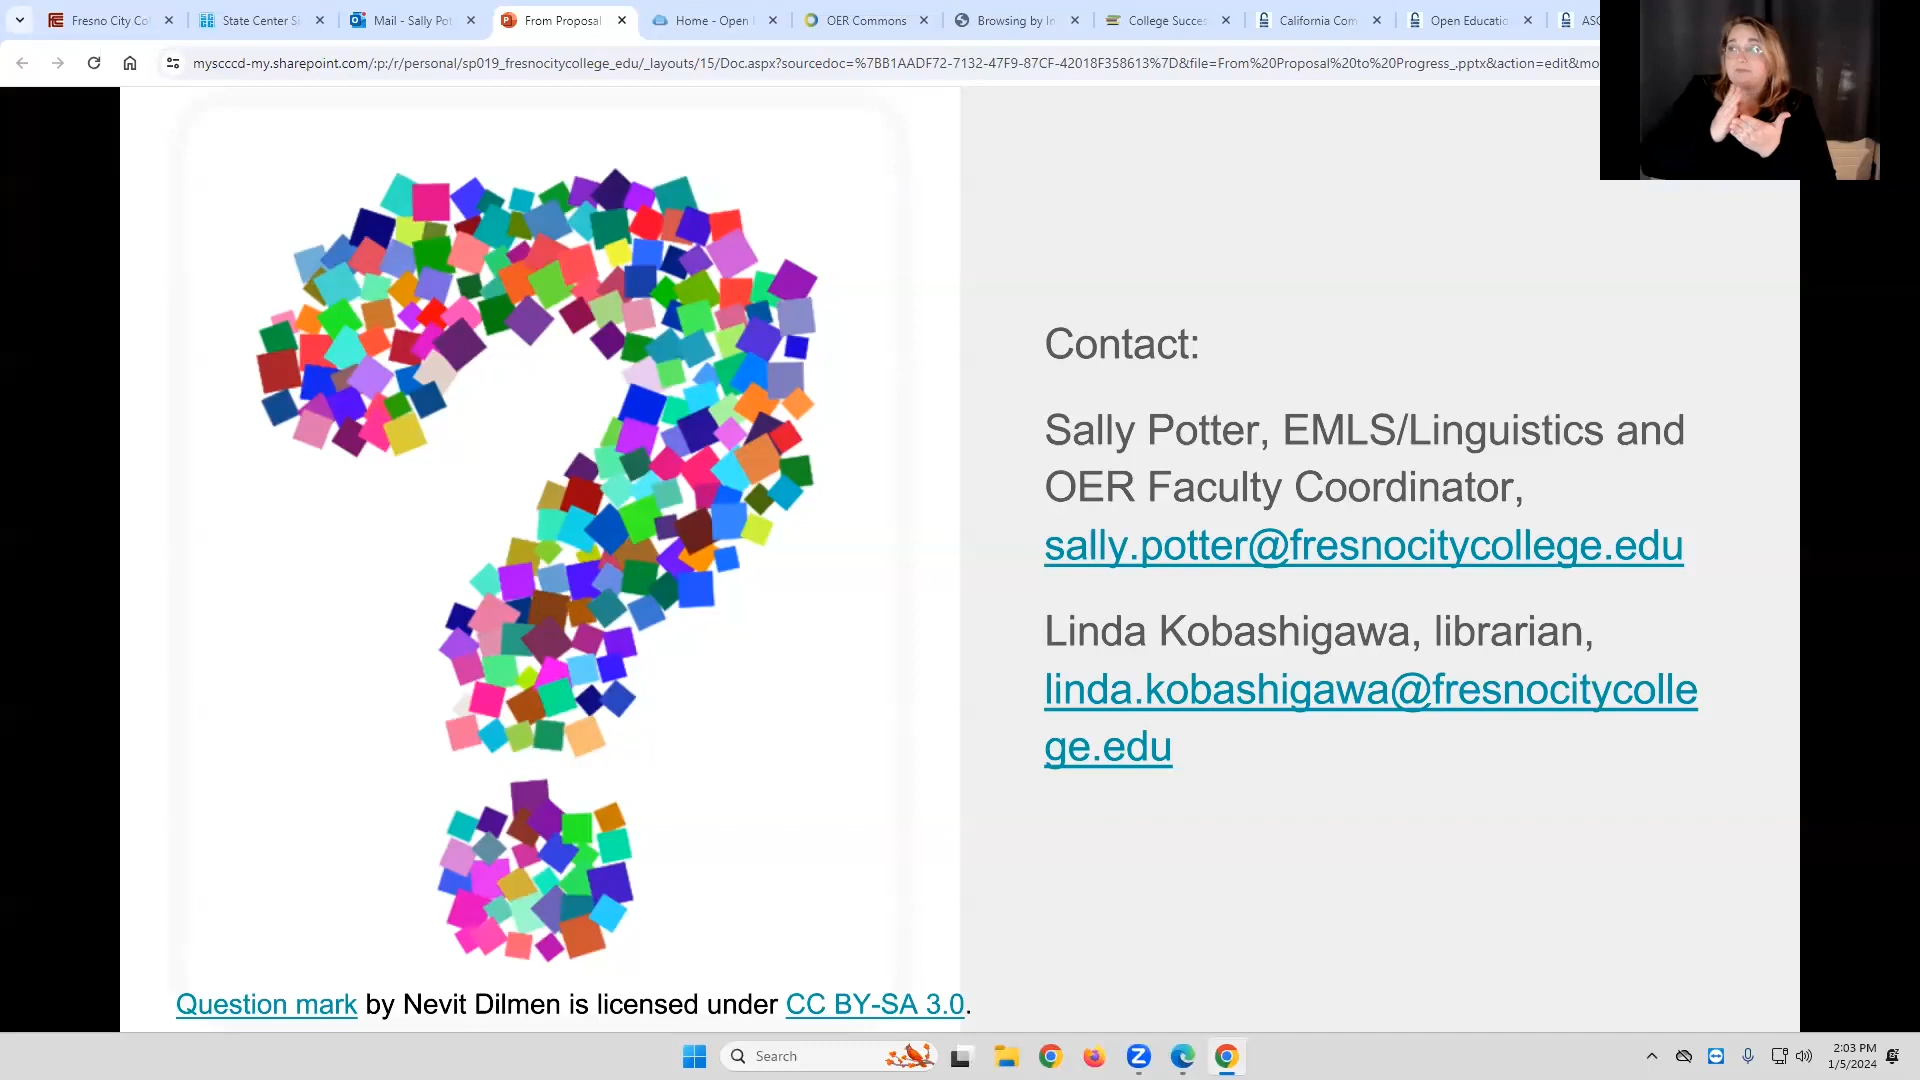 Fresno City Col
State Center S
Mail - Sally Pot
From Proposal
Home - Open
OER Commons
Browsing by In
College Succes
California Com
Open Educatio
ASC
myscccd-my.sharepoint.com/:p:/r/personal/sp019_fresnocitycollege_edu/_layouts/15/Doc.aspx?sourcedoc=%7BB1AADF72-7132-47F9-87CF-42018F358613%7D&file=From%20Proposal%20to%20Progress_.pptx&action=edit&mo
Contact:
Sally Potter, EMLS/Linguistics and
OER Faculty Coordinator,
sally.potter@fresnocitycollege.edu
Linda Kobashigawa, librarian,
linda.kobashigawa@fresnocitycolle
ge.edu
Question mark by Nevit Dilmen is licensed under CC BY-SA 3.0.
Search
2:03 PM
1/5/2024